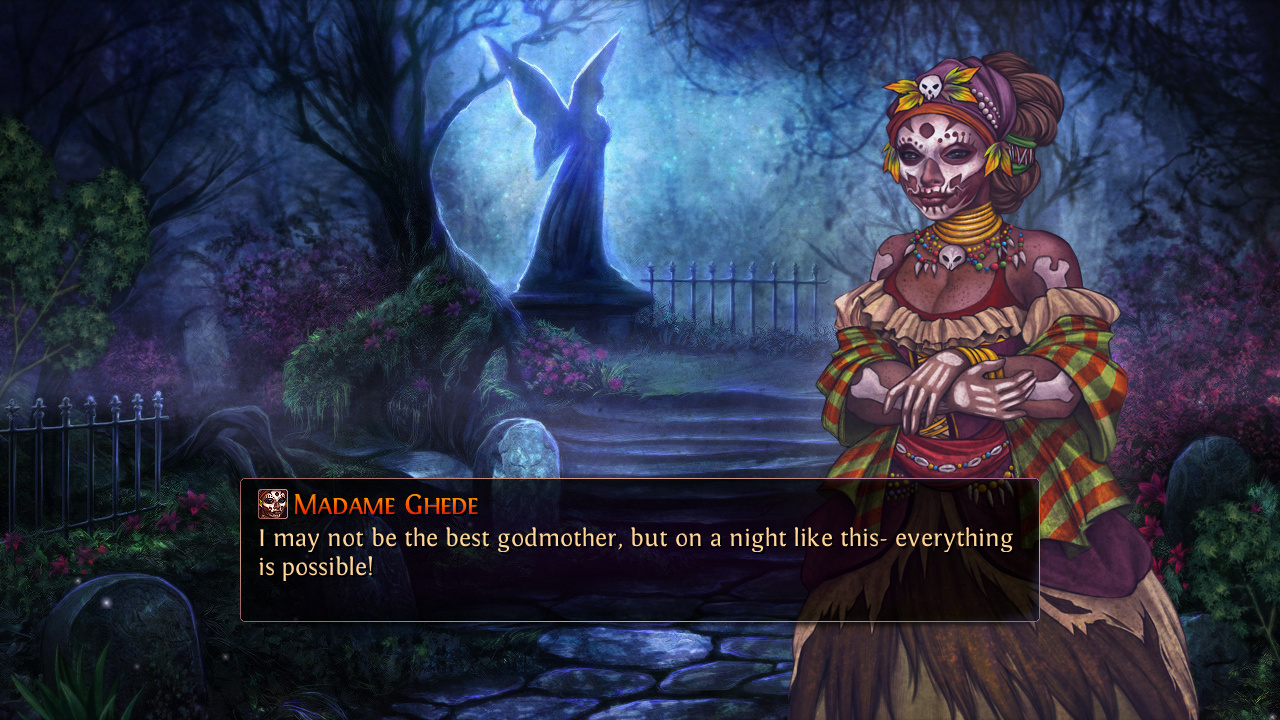 Madame Ghede
I may not be the best godmother, but on a night like this- everything
is possible!